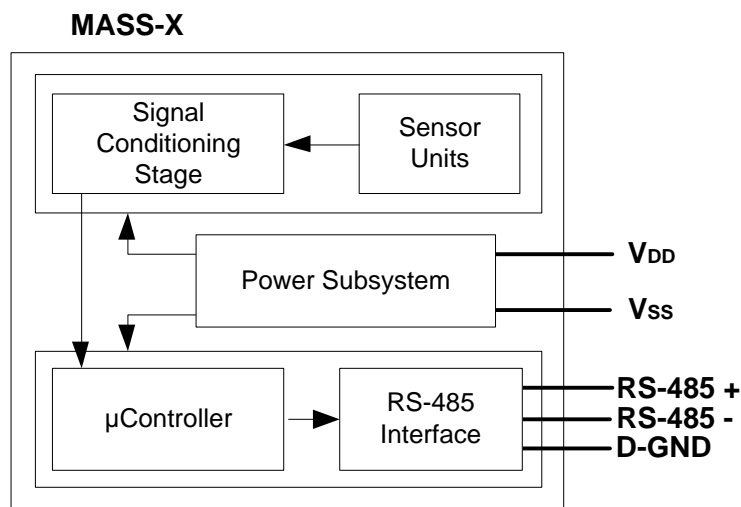 MASS-X
Signal
Conditioning
Stage
Sensor
Units
Power Subsystem
VDD
VSS
µController
RS-485
Interface
RS-485 +
RS-485 -
D-GND